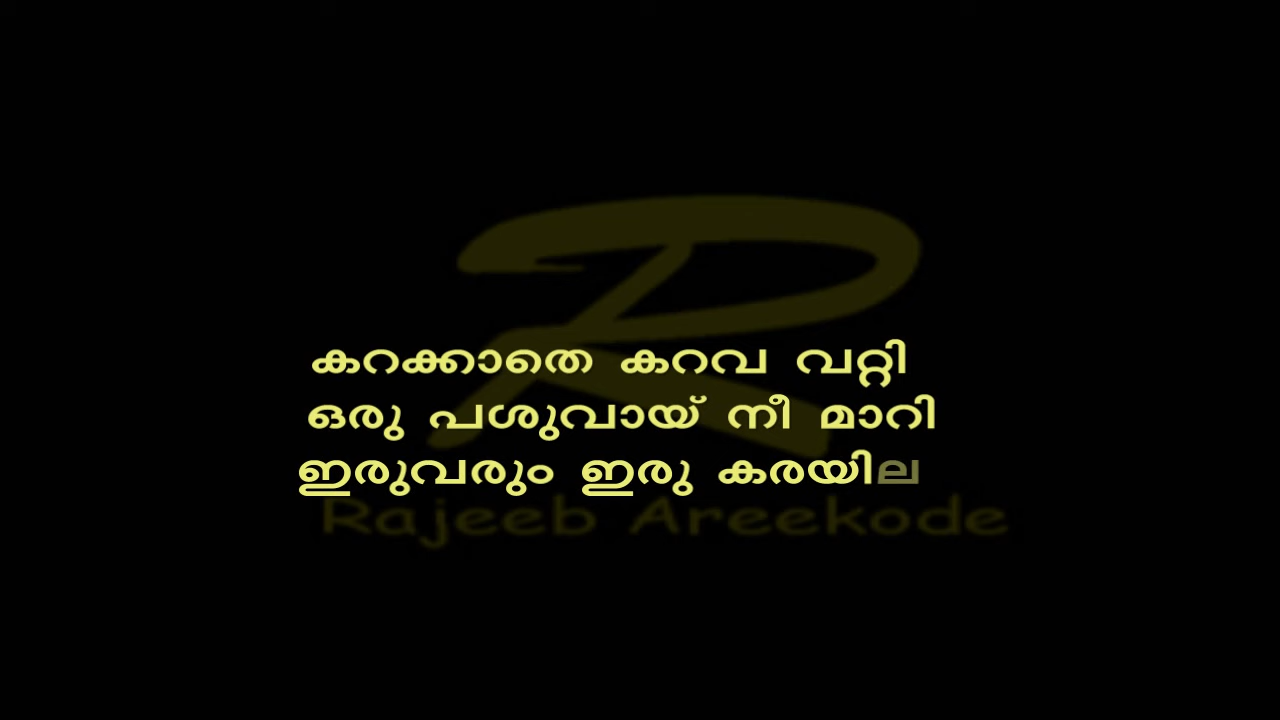 കറക്കാതെ കറവ വറ്റി
ഒരു പശുവായ് നീ മാറി
ഇരുവരും ഇരു കരയില
R
Rajeeb Areekode